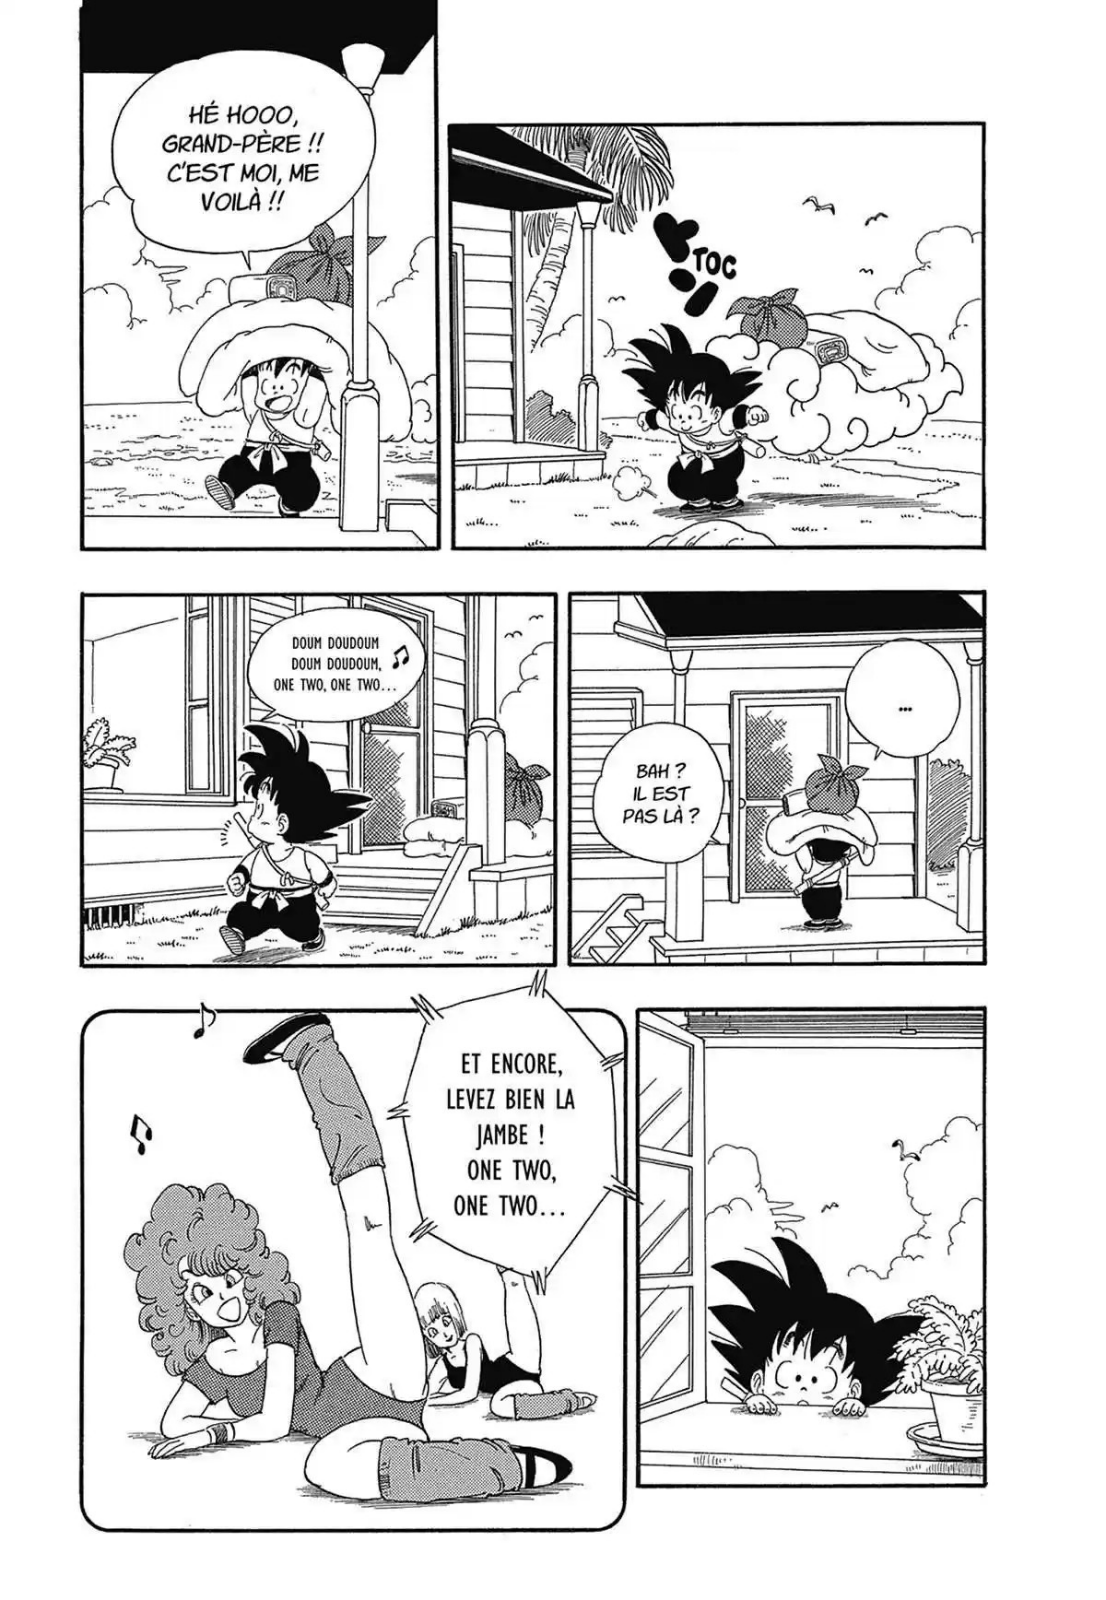 TOC
HÉ HOOO,
GRAND-PÈRE !!
C'EST MOI, ME
VOILÀ !!
...
BAH ?
IL EST
PAS LÀ ?
DOUM DOUDOUM
DOUM DOUDOUM,
ONE TWO, ONE TWO...
ET ENCORE,
LEVEZ BIEN LA
JAMBE !
ONE TWO,
ONE TWO...